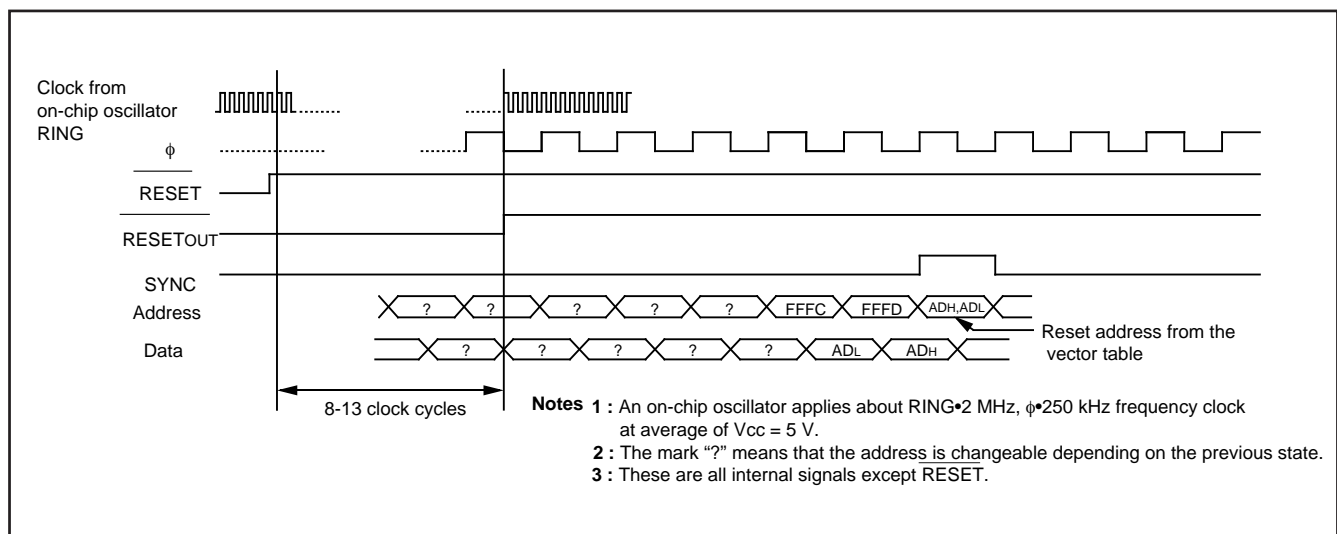 Clock from
on-chip oscillator
RING
ϕ
RESET
RESETOUT
SYNC
Address
? ? ? ? ? FFFC FFFD ADH,ADL
Reset address from the
vector table
Data
? ? ? ? ? ADL ADH
8-13 clock cycles
Notes 1 : An on-chip oscillator applies about RING•2 MHz, ϕ•250 kHz frequency clock
at average of Vcc = 5 V.
2 : The mark “?” means that the address is changeable depending on the previous state.
3 : These are all internal signals except RESET.